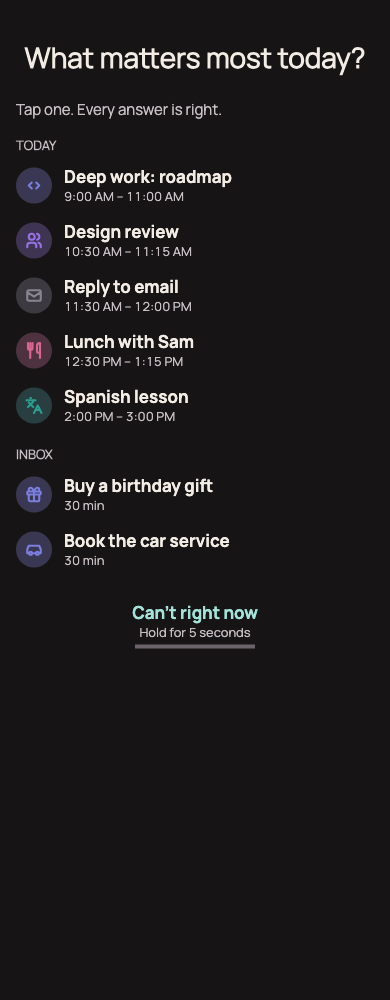 What matters most today?
Tap one. Every answer is right.
TODAY
Deep work: roadmap
9:00 AM – 11:00 AM
Design review
10:30 AM – 11:15 AM
Reply to email
11:30 AM – 12:00 PM
Lunch with Sam
12:30 PM – 1:15 PM
Spanish lesson
2:00 PM – 3:00 PM
INBOX
Buy a birthday gift
30 min
Book the car service
30 min
Can't right now
Hold for 5 seconds